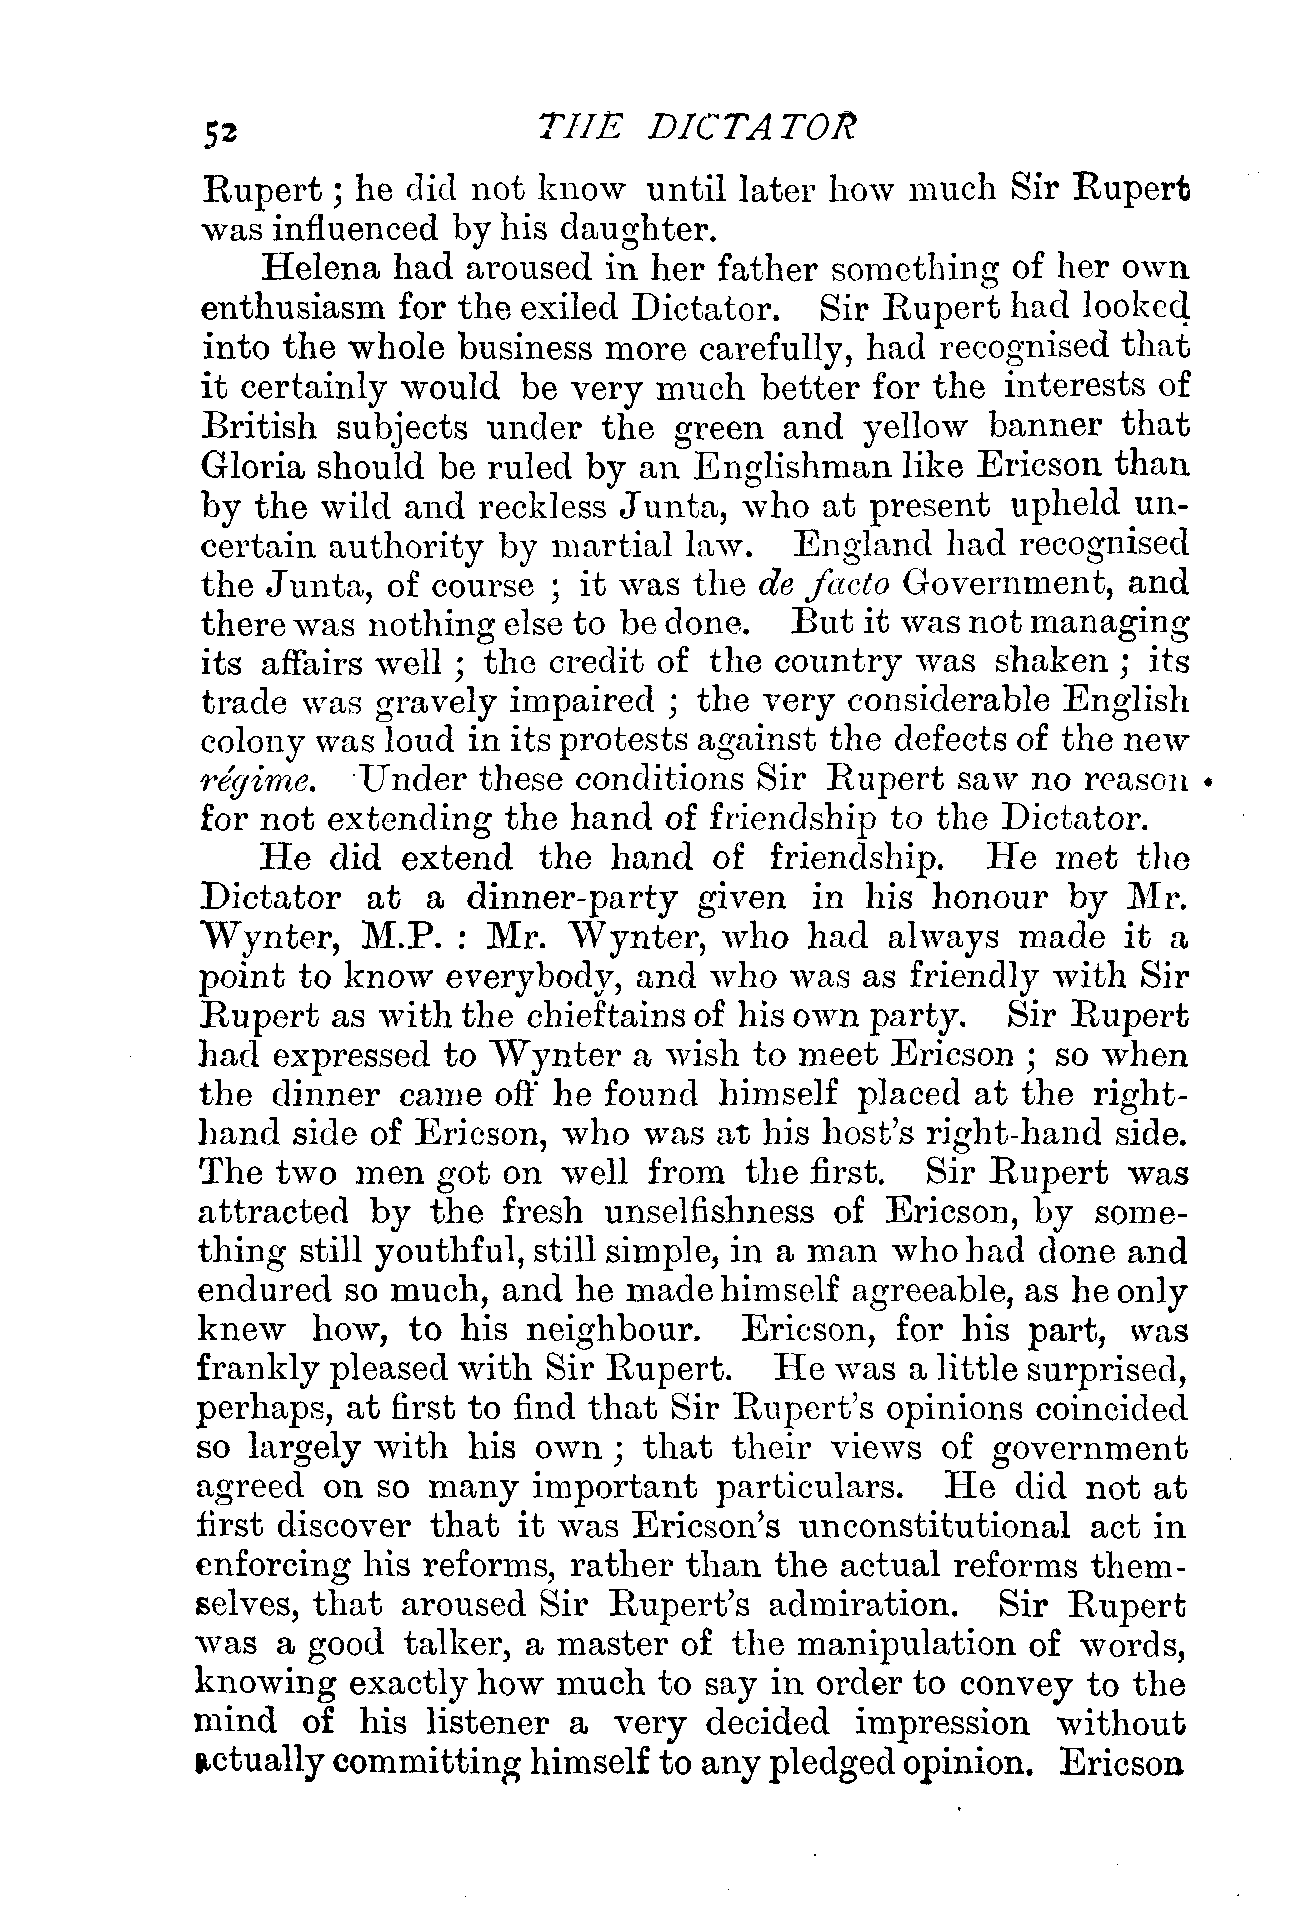 52 THE DICTATOR
Rupert ; he did not know until later how much Sir Rupert
was influenced by his daughter.
Helena had aroused in her father something of her own
enthusiasm for the exiled Dictator. Sir Rupert had looked
into the whole business more carefully, had recognised that
it certainly would be very much better for the interests of
British subjects under the green and yellow banner that
Gloria should be ruled by an Englishman like Ericson than
by the wild and reckless Junta, who at present upheld un-
certain authority by martial law. England had recognised
the Junta, of course ; it was the de facto Government, and
there was nothing else to be done. But it was not managing
its affairs well ; the credit of the country was shaken ; its
trade was gravely impaired ; the very considerable English
colony was loud in its protests against the defects of the new
régime. Under these conditions Sir Rupert saw no reason
for not extending the hand of friendship to the Dictator.
He did extend the hand of friendship. He met the
Dictator at a dinner-party given in his honour by Mr.
Wynter, M.P. : Mr. Wynter, who had always made it a
point to know everybody, and who was as friendly with Sir
Rupert as with the chieftains of his own party. Sir Rupert
had expressed to Wynter a wish to meet Ericson ; so when
the dinner came off he found himself placed at the right-
hand side of Ericson, who was at his host's right-hand side.
The two men got on well from the first. Sir Rupert was
attracted by the fresh unselfishness of Ericson, by some-
thing still youthful, still simple, in a man who had done and
endured so much, and he made himself agreeable, as he only
knew how, to his neighbour. Ericson, for his part, was
frankly pleased with Sir Rupert. He was a little surprised,
perhaps, at first to find that Sir Rupert's opinions coincided
so largely with his own ; that their views of government
agreed on so many important particulars. He did not at
first discover that it was Ericson's unconstitutional act in
enforcing his reforms, rather than the actual reforms them-
selves, that aroused Sir Rupert's admiration. Sir Rupert
was a good talker, a master of the manipulation of words,
knowing exactly how much to say in order to convey to the
mind of his listener a very decided impression without
actually committing himself to any pledged opinion. Ericson